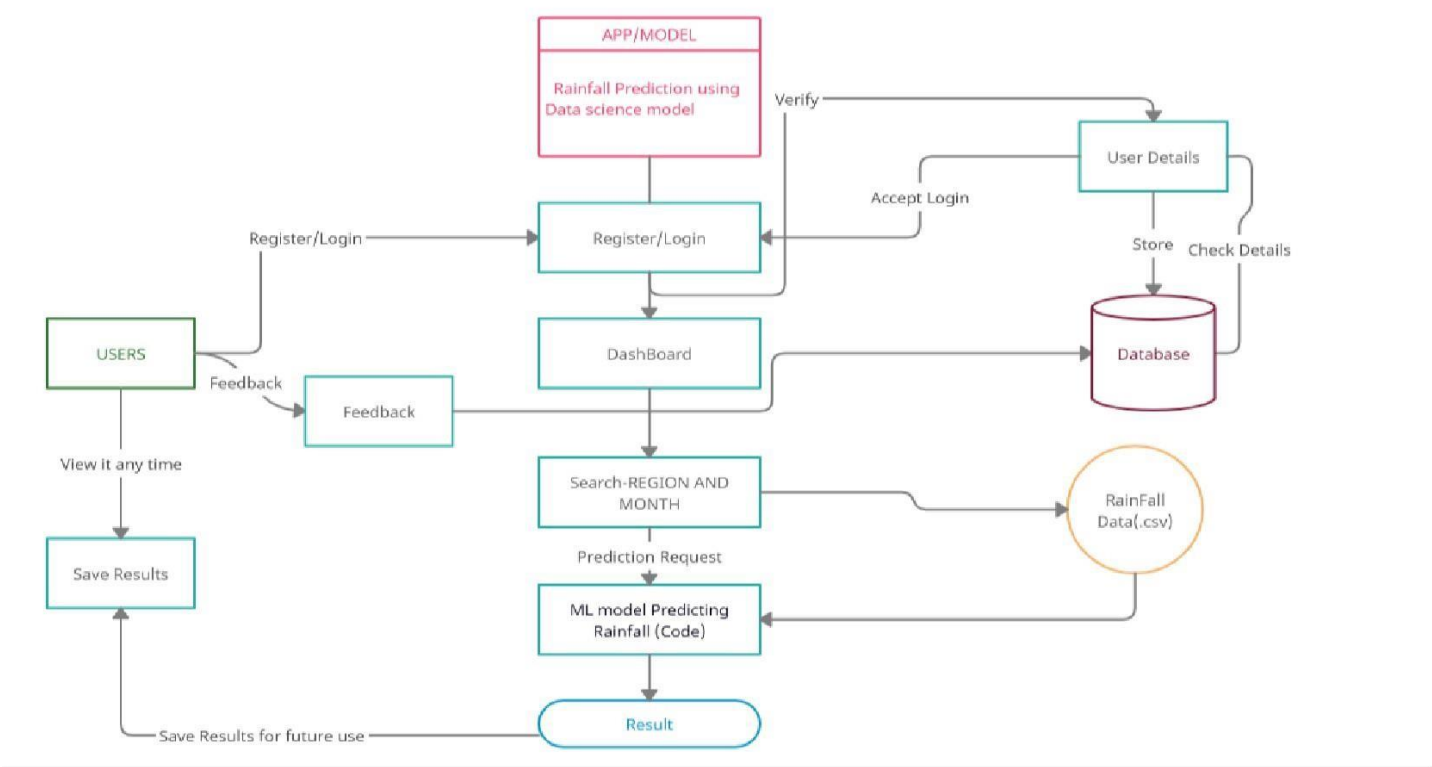 APP/MODEL
Rainfall Prediction using
Data science model
Verify
User Details
Accept Login
Register/Login
Register/Login
Store
Check Details
USERS
DashBoard
Database
Feedback
Feedback
View it any time
Search-REGION AND
MONTH
RainFall
Data(.csv)
Prediction Request
Save Results
ML model Predicting
Rainfall (Code)
Result
Save Results for future use